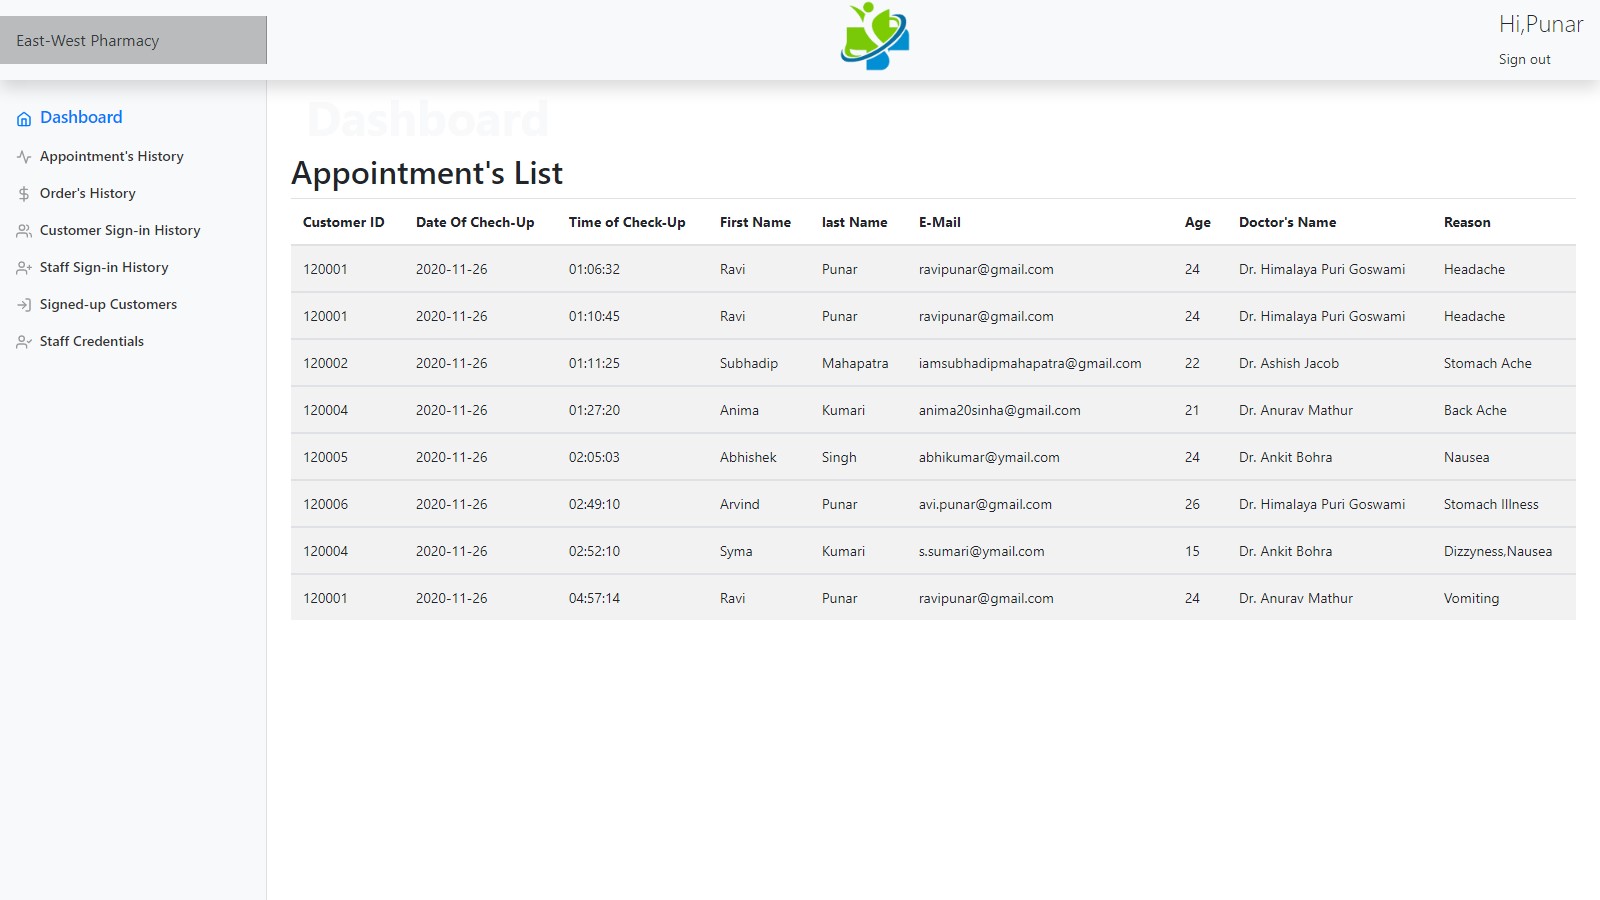 East-West Pharmacy
Hi,Punar
Sign out
Dashboard
Appointment's History
Order's History
Customer Sign-in History
Staff Sign-in History
Signed-up Customers
Staff Credentials
Dashboard
Appointment's List
Customer ID Date Of Chech-Up Time of Check-Up First Name last Name E-Mail Age Doctor's Name Reason
120001 2020-11-26 01:06:32 Ravi Punar ravipunar@gmail.com 24 Dr. Himalaya Puri Goswami Headache
120001 2020-11-26 01:10:45 Ravi Punar ravipunar@gmail.com 24 Dr. Himalaya Puri Goswami Headache
120002 2020-11-26 01:11:25 Subhadip Mahapatra iamsubhadipmahapatra@gmail.com 22 Dr. Ashish Jacob Stomach Ache
120004 2020-11-26 01:27:20 Anima Kumari anima20sinha@gmail.com 21 Dr. Anurav Mathur Back Ache
120005 2020-11-26 02:05:03 Abhishek Singh abhikumar@ymail.com 24 Dr. Ankit Bohra Nausea
120006 2020-11-26 02:49:10 Arvind Punar avi.punar@gmail.com 26 Dr. Himalaya Puri Goswami Stomach Illness
120004 2020-11-26 02:52:10 Syma Kumari s.sumari@ymail.com 15 Dr. Ankit Bohra Dizzyness,Nausea
120001 2020-11-26 04:57:14 Ravi Punar ravipunar@gmail.com 24 Dr. Anurav Mathur Vomiting